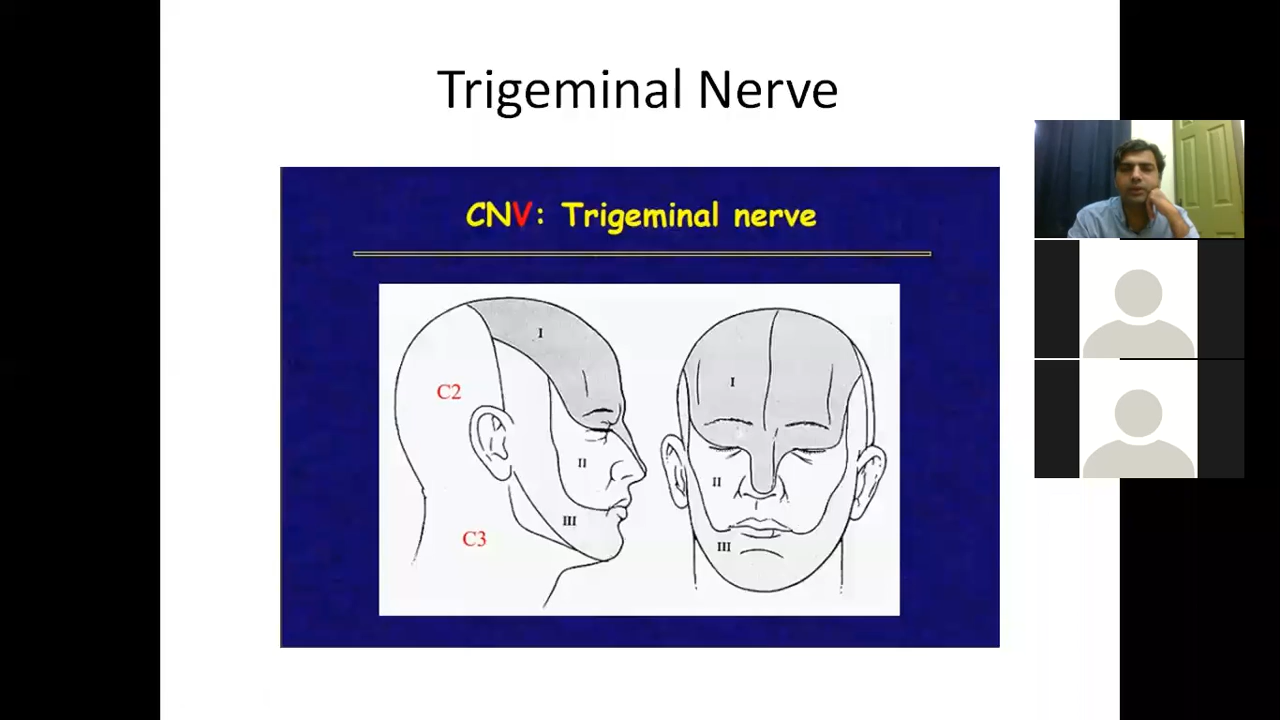 Trigeminal Nerve
CNV: Trigeminal nerve
I
I
C2
II
II
III
C3
III